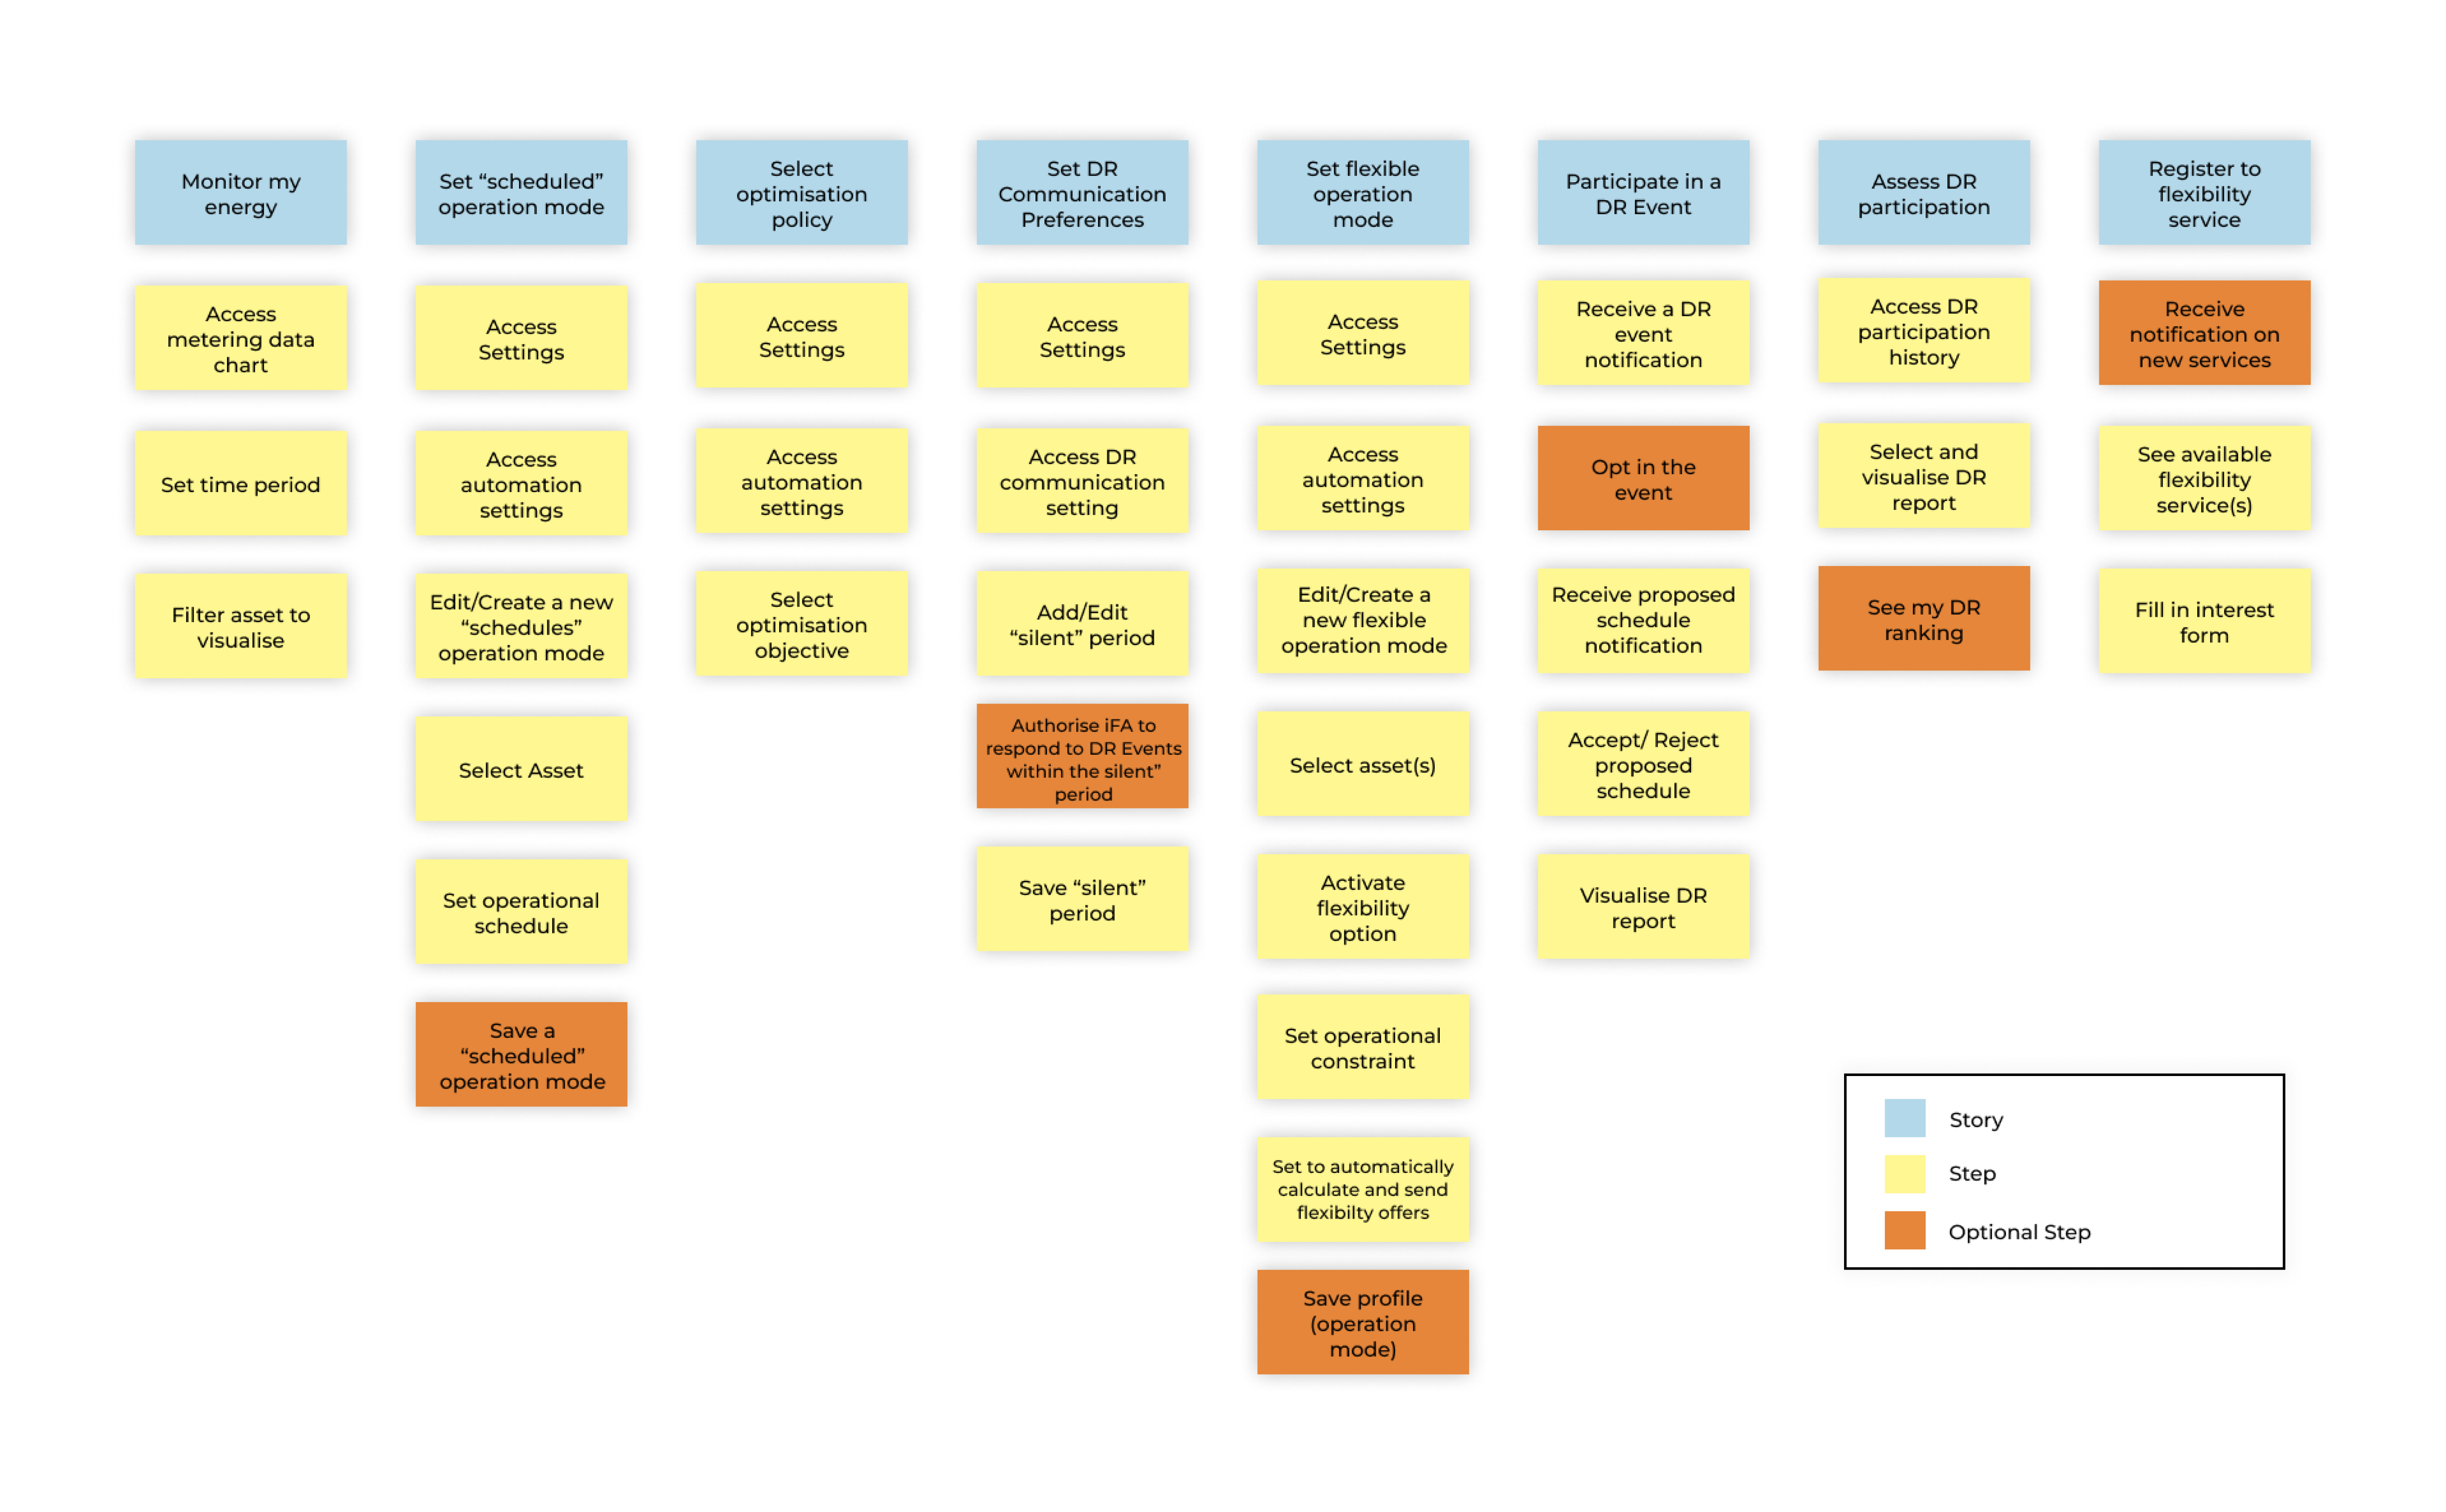 Monitor my
energy
Set “scheduled”
operation mode
Select
optimisation
policy
Set DR
Communication
Preferences
Set flexible
operation
mode
Participate in a
DR Event
Assess DR
participation
Register to
flexibility
service
Access
metering data
chart
Access
Settings
Access
Settings
Access
Settings
Access
Settings
Receive a DR
event
notification
Access DR
participation
history
Receive
notification on
new services
Set time period
Access
automation
settings
Access
automation
settings
Access DR
communication
setting
Access
automation
settings
Opt in the
event
Select and
visualise DR
report
See available
flexibility
service(s)
Filter asset to
visualise
Edit/Create a new
“schedules”
operation mode
Select
optimisation
objective
Add/Edit
“silent” period
Edit/Create a
new flexible
operation mode
Receive proposed
schedule
notification
See my DR
ranking
Fill in interest
form
Select Asset
Authorise iFA to
respond to DR Events
within the silent”
period
Select asset(s)
Accept/ Reject
proposed
schedule
Set operational
schedule
Save “silent”
period
Activate
flexibility
option
Visualise DR
report
Save a
“scheduled”
operation mode
Set operational
constraint
Set to automatically
calculate and send
flexibilty offers
Save profile
(operation
mode)
Story
Step
Optional Step